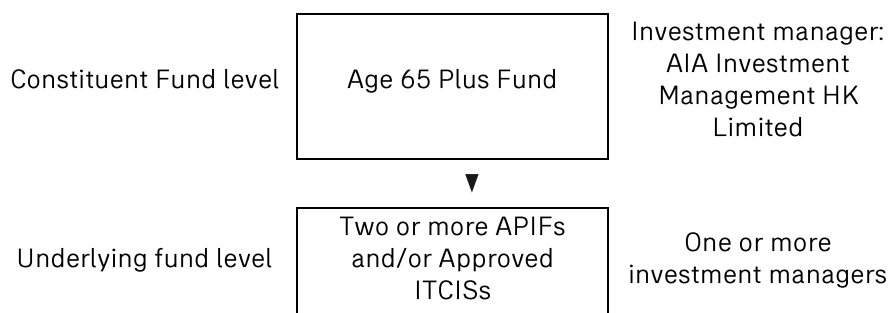 Constituent Fund level
Age 65 Plus Fund
Investment manager:
AIA Investment
Management HK
Limited
Underlying fund level
Two or more APIFs
and/or Approved
ITCISs
One or more
investment managers